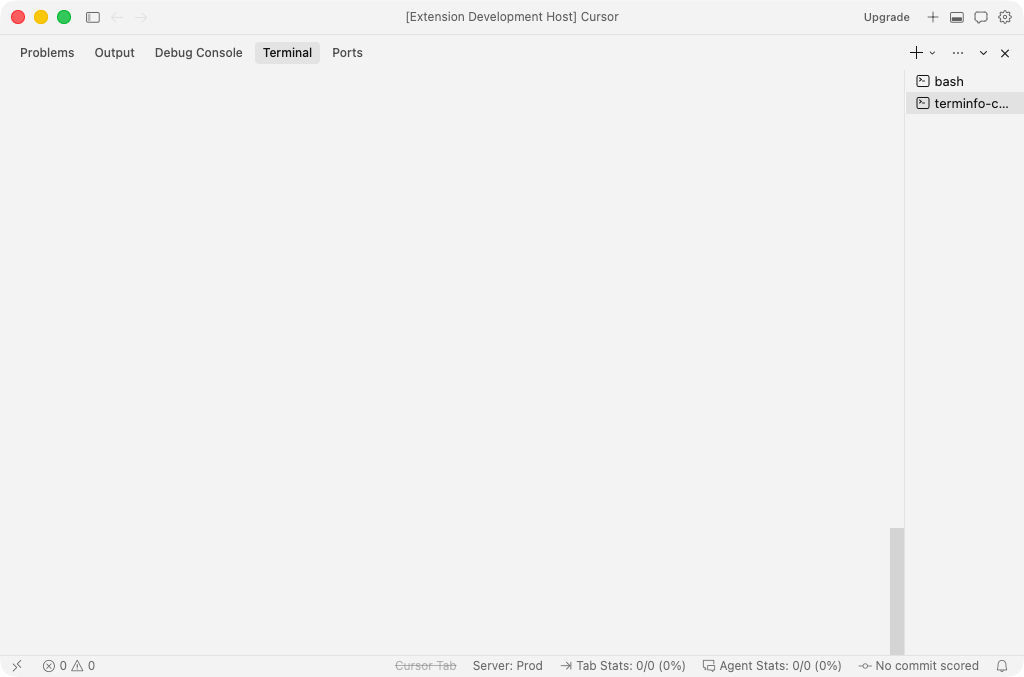 [Extension Development Host] Cursor
Upgrade
Problems
Output
Debug Console
Terminal
Ports
bash
terminfo-c...
0
0
Cursor Tab
Server: Prod
Tab Stats: 0/0 (0%)
Agent Stats: 0/0 (0%)
No commit scored